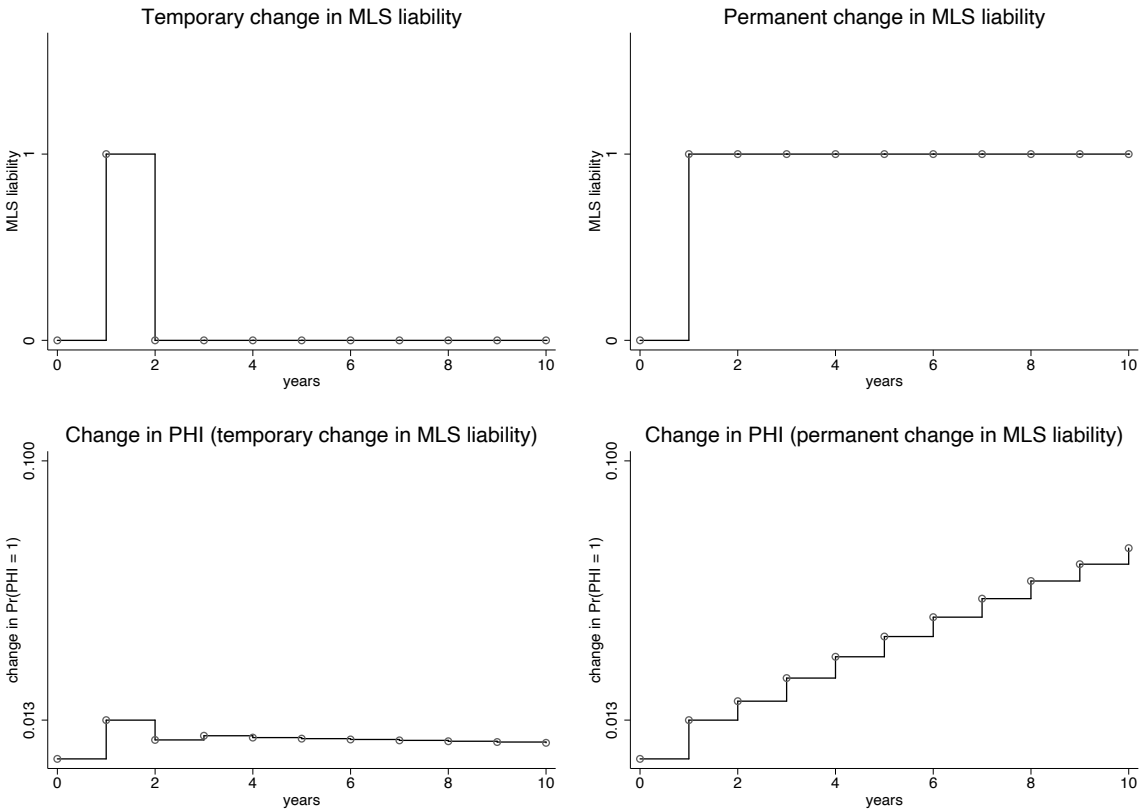 Temporary change in MLS liability
MLS liability
1
0
0 2 4 6 8 10
years
Permanent change in MLS liability
MLS liability
1
0
0 2 4 6 8 10
years
Change in PHI (temporary change in MLS liability)
change in Pr(PHI = 1)
0.100
0.013
0 2 4 6 8 10
years
Change in PHI (permanent change in MLS liability)
change in Pr(PHI = 1)
0.100
0.013
0 2 4 6 8 10
years